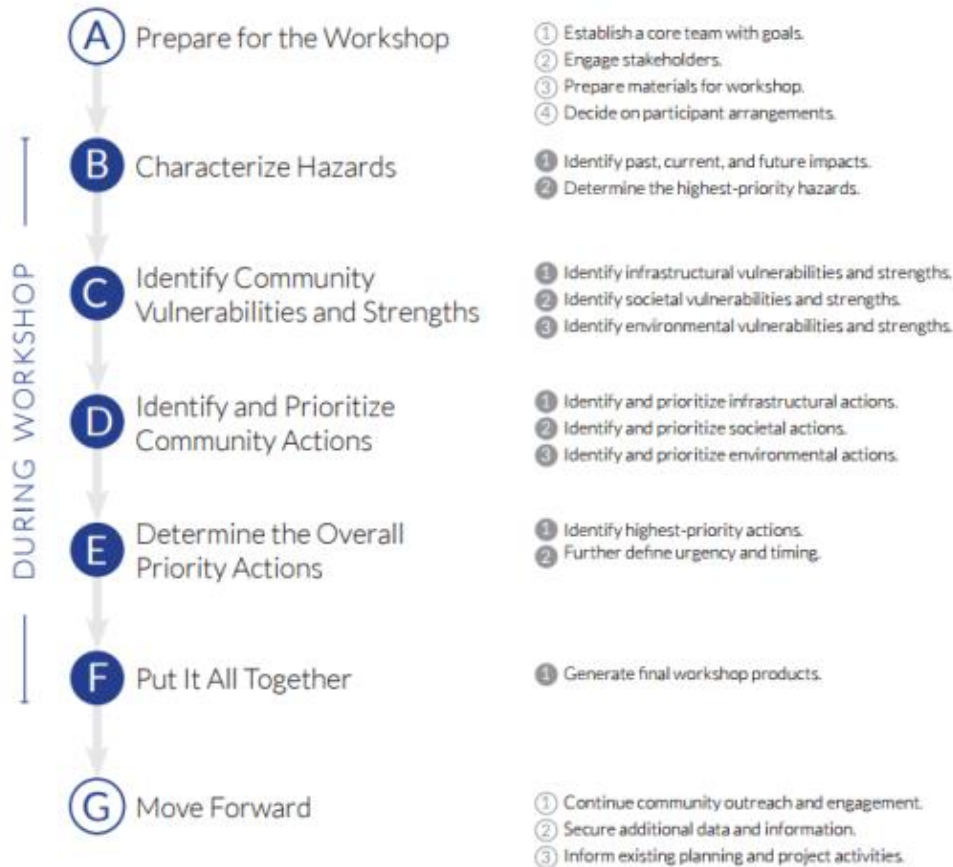 A Prepare for the Workshop
1 Establish a core team with goals.
2 Engage stakeholders.
3 Prepare materials for workshop.
4 Decide on participant arrangements.
DURING WORKSHOP
B Characterize Hazards
1 Identify past, current, and future impacts.
2 Determine the highest-priority hazards.
C Identify Community
Vulnerabilities and Strengths
1 Identify infrastructural vulnerabilities and strengths.
2 Identify societal vulnerabilities and strengths.
3 Identify environmental vulnerabilities and strengths.
D Identify and Prioritize
Community Actions
1 Identify and prioritize infrastructural actions.
2 Identify and prioritize societal actions.
3 Identify and prioritize environmental actions.
E Determine the Overall
Priority Actions
1 Identify highest-priority actions.
2 Further define urgency and timing.
F Put It All Together
1 Generate final workshop products.
G Move Forward
1 Continue community outreach and engagement.
2 Secure additional data and information.
3 Inform existing planning and project activities.